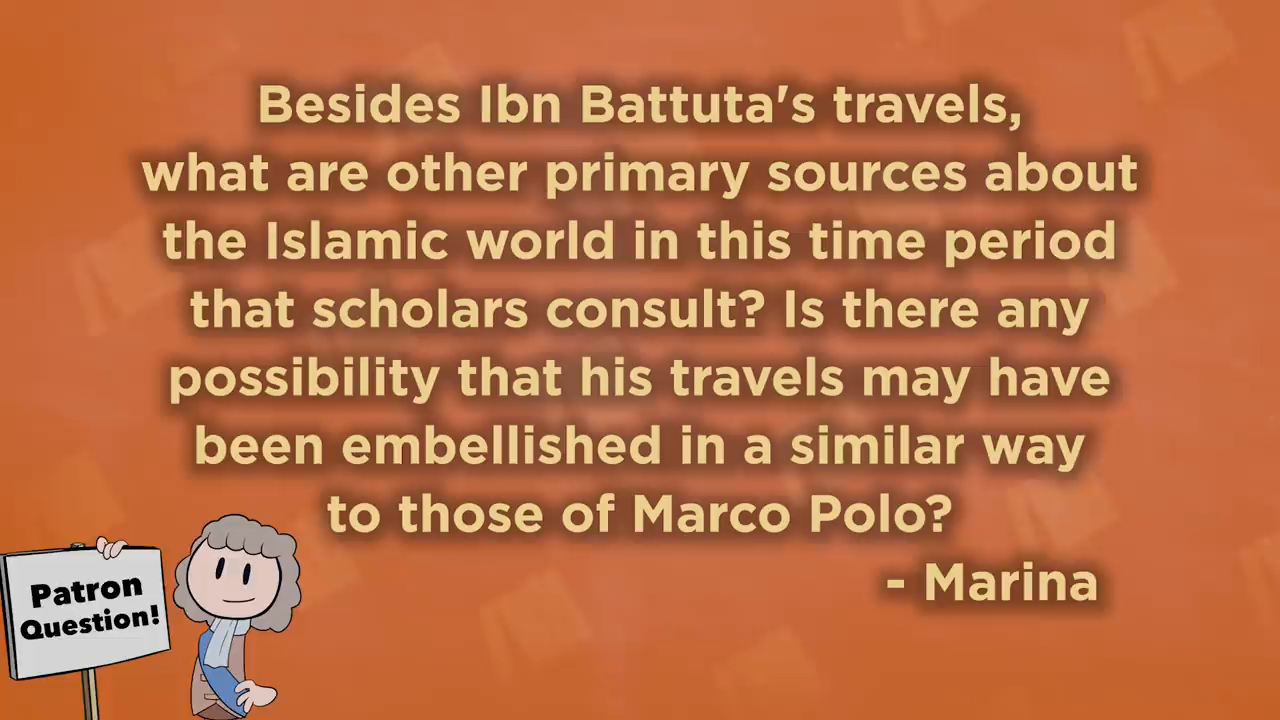 Besides Ibn Battuta's travels,
what are other primary sources about
the Islamic world in this time period
that scholars consult? Is there any
possibility that his travels may have
been embellished in a similar way
to those of Marco Polo?
- Marina
Patron
Question!